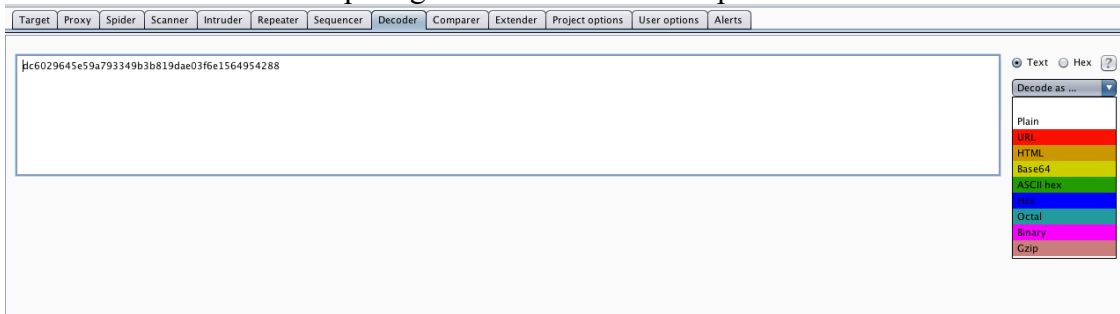 Target Proxy Spider Scanner Intruder Repeater Sequencer Decoder Comparer Extender Project options User options Alerts
dc6029645e59a793349b3b819dae03f6e1564954288
Text Hex ?
Decode as ...
Plain
URL
HTML
Base64
ASCII hex
Hex
Octal
Binary
Gzip